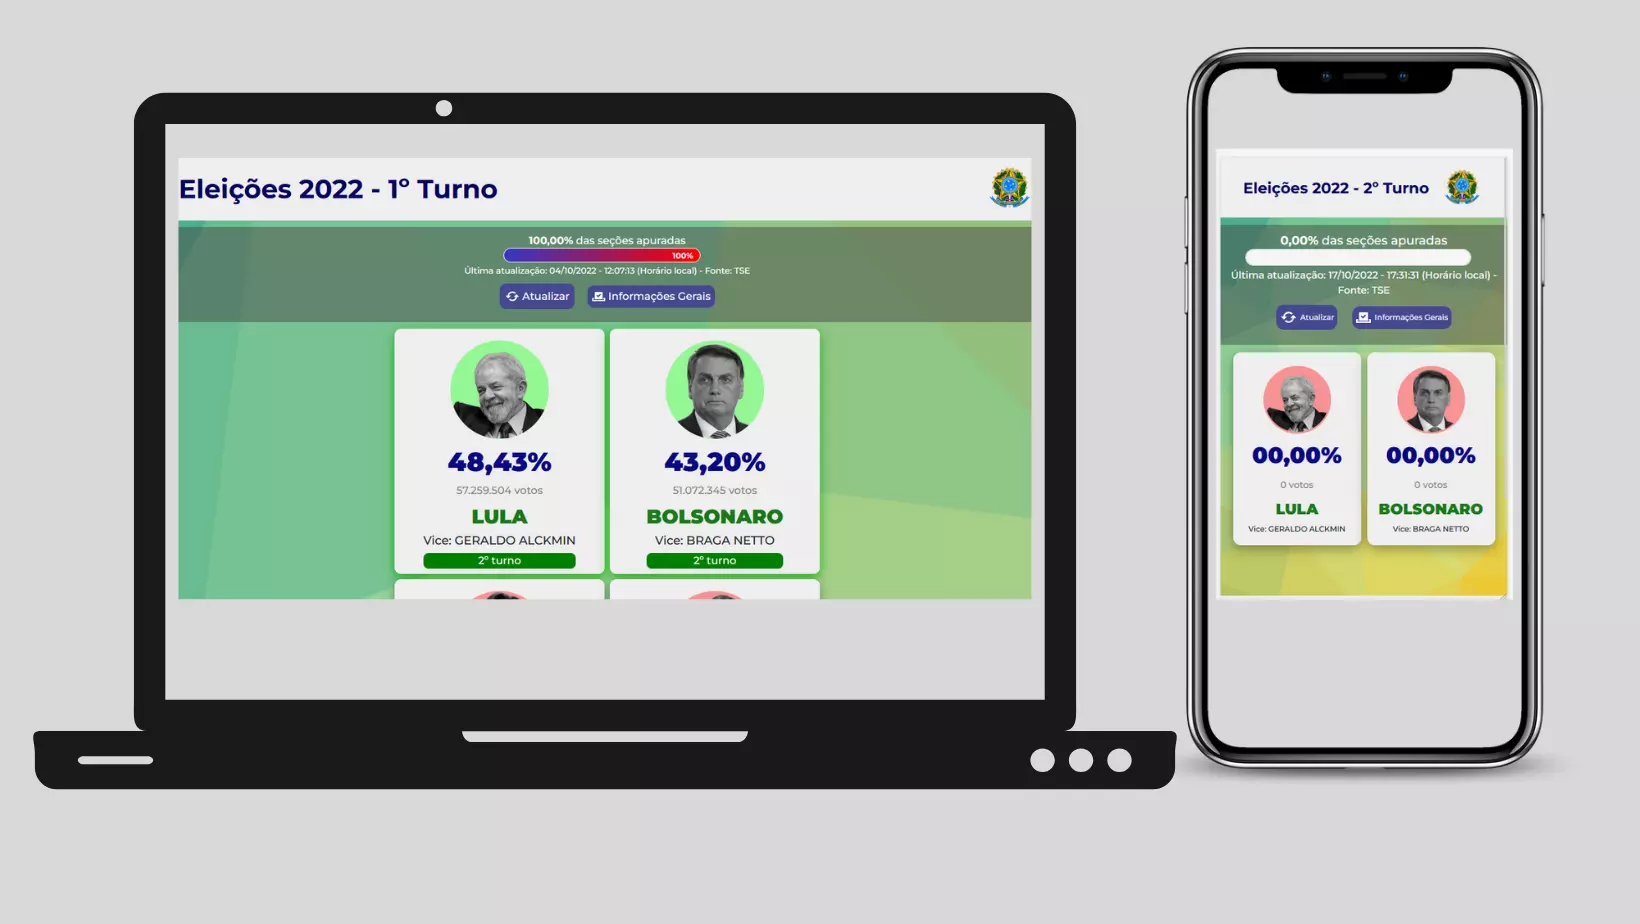 Eleições 2022 - 1º Turno
100,00% das seções apuradas
100%
Última atualização: 04/10/2022 - 12:07:13 (Horário local) - Fonte: TSE
Atualizar
Informações Gerais
48,43%
57.259.504 votos
LULA
Vice: GERALDO ALCKMIN
2º turno
43,20%
51.072.345 votos
BOLSONARO
Vice: BRAGA NETTO
2º turno
Eleições 2022 - 2º Turno
0,00% das seções apuradas
Última atualização: 17/10/2022 - 17:31:31 (Horário local) -
Fonte: TSE
Atualizar
Informações Gerais
00,00%
0 votos
LULA
Vice: GERALDO ALCKMIN
00,00%
0 votos
BOLSONARO
Vice: BRAGA NETTO